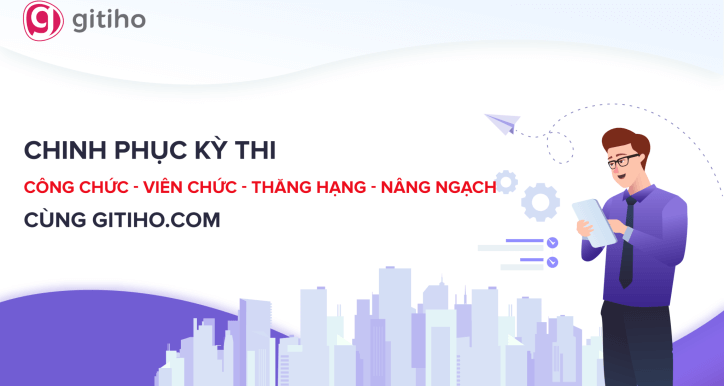 gitiho
CHINH PHỤC KỲ THI
CÔNG CHỨC - VIÊN CHỨC - THĂNG HẠNG - NÂNG NGẠCH
CÙNG GITIHO.COM